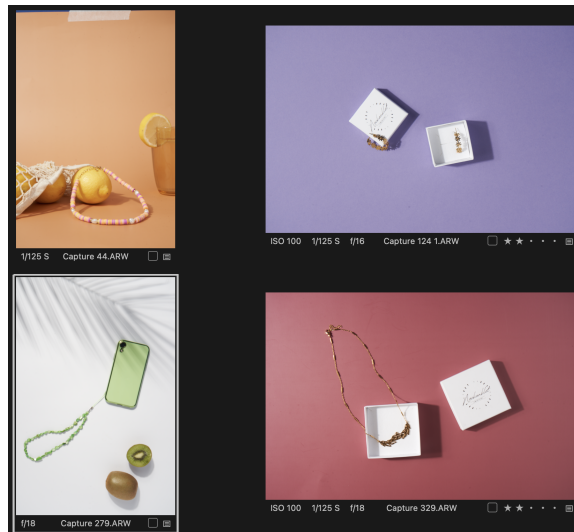 1/125 S Capture 44.ARW
ISO 100 1/125 S f/16 Capture 124 1.ARW
f/18 Capture 279.ARW
ISO 100 1/125 S f/18 Capture 329.ARW